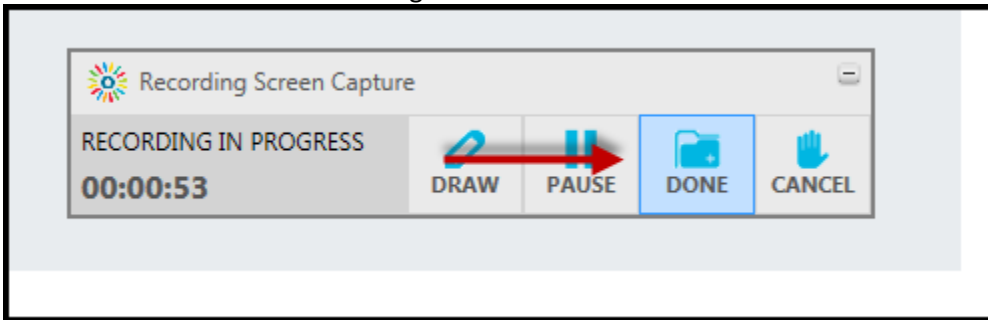 Recording Screen Capture
RECORDING IN PROGRESS
00:00:53
DRAW
PAUSE
DONE
CANCEL